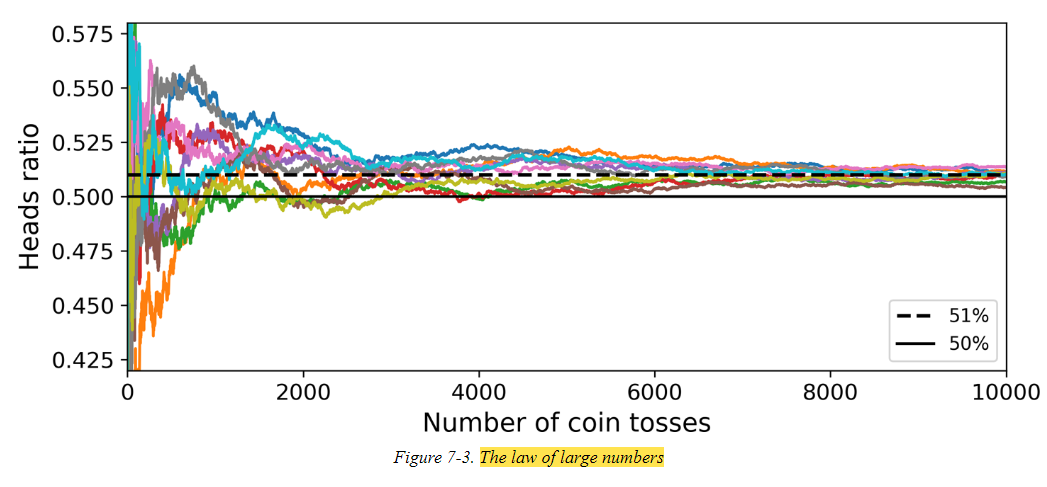 0.575
0.550
0.525
0.500
0.475
0.450
0.425
Heads ratio
51%
50%
0 2000 4000 6000 8000 10000
Number of coin tosses
Figure 7-3. The law of large numbers